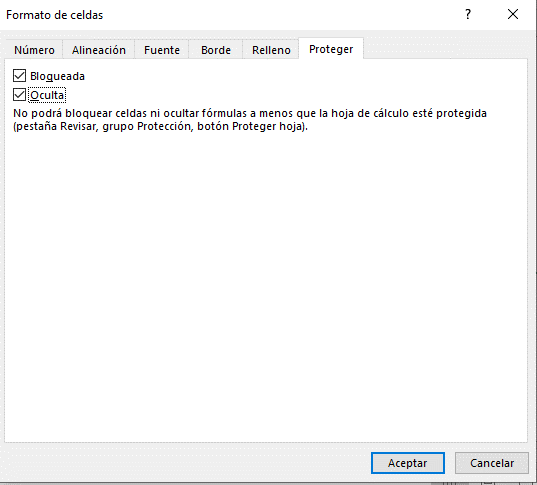 Formato de celdas ?
Número Alineación Fuente Borde Relleno Proteger
Bloqueada
Oculta
No podrá bloquear celdas ni ocultar fórmulas a menos que la hoja de cálculo esté protegida
(pestaña Revisar, grupo Protección, botón Proteger hoja).
Aceptar Cancelar